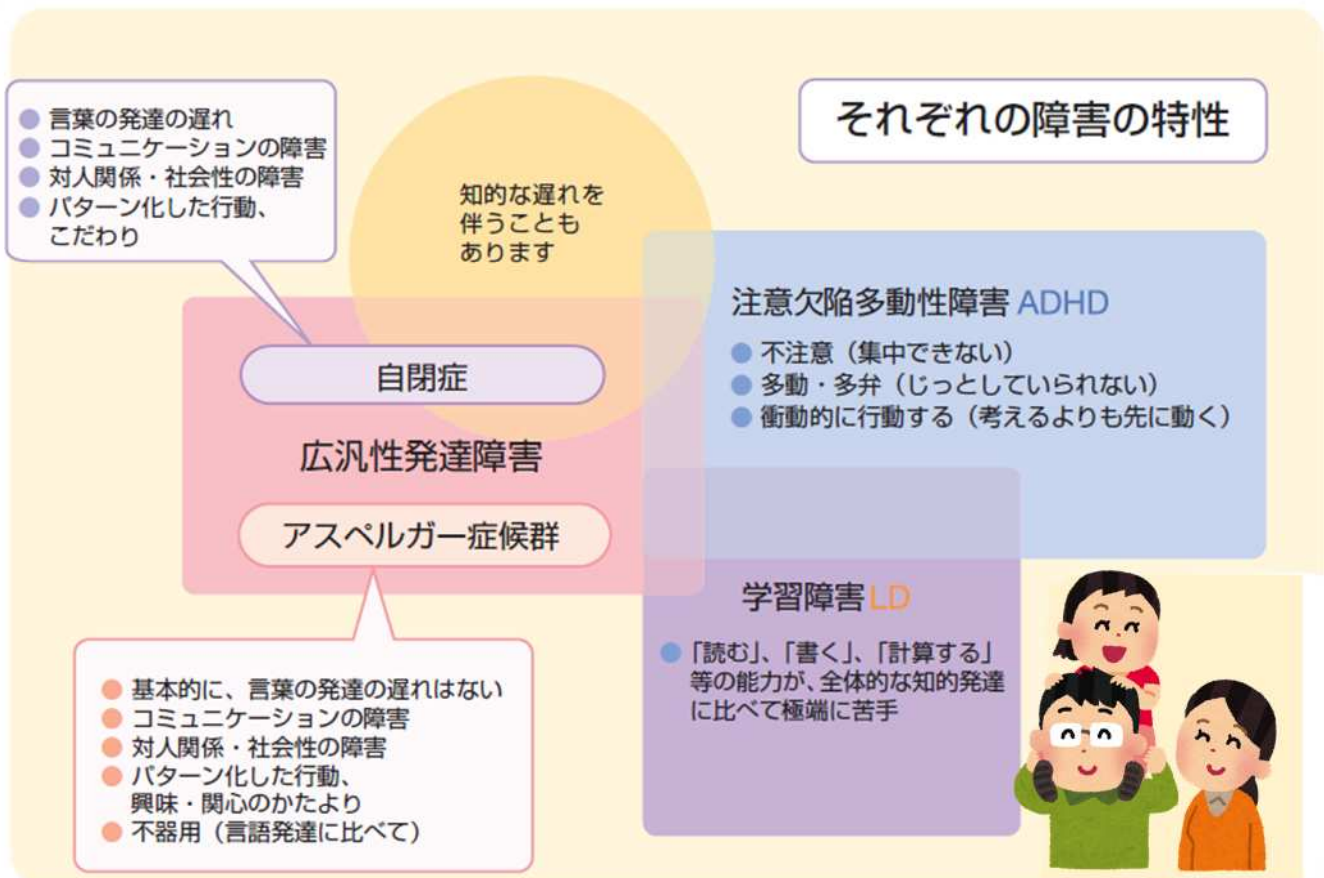 それぞれの障害の特性
● 言葉の発達の遅れ
● コミュニケーションの障害
● 対人関係・社会性の障害
● パターン化した行動、
こだわり
知的な遅れを
伴うことも
あります
自閉症
広汎性発達障害
アスペルガー症候群
● 基本的に、言葉の発達の遅れはない
● コミュニケーションの障害
● 対人関係・社会性の障害
● パターン化した行動、
興味・関心のかたより
● 不器用（言語発達に比べて）
注意欠陥多動性障害 ADHD
● 不注意（集中できない）
● 多動・多弁（じっとしていられない）
● 衝動的に行動する（考えるよりも先に動く）
学習障害 LD
● 「読む」、「書く」、「計算する」
等の能力が、全体的な知的発達
に比べて極端に苦手